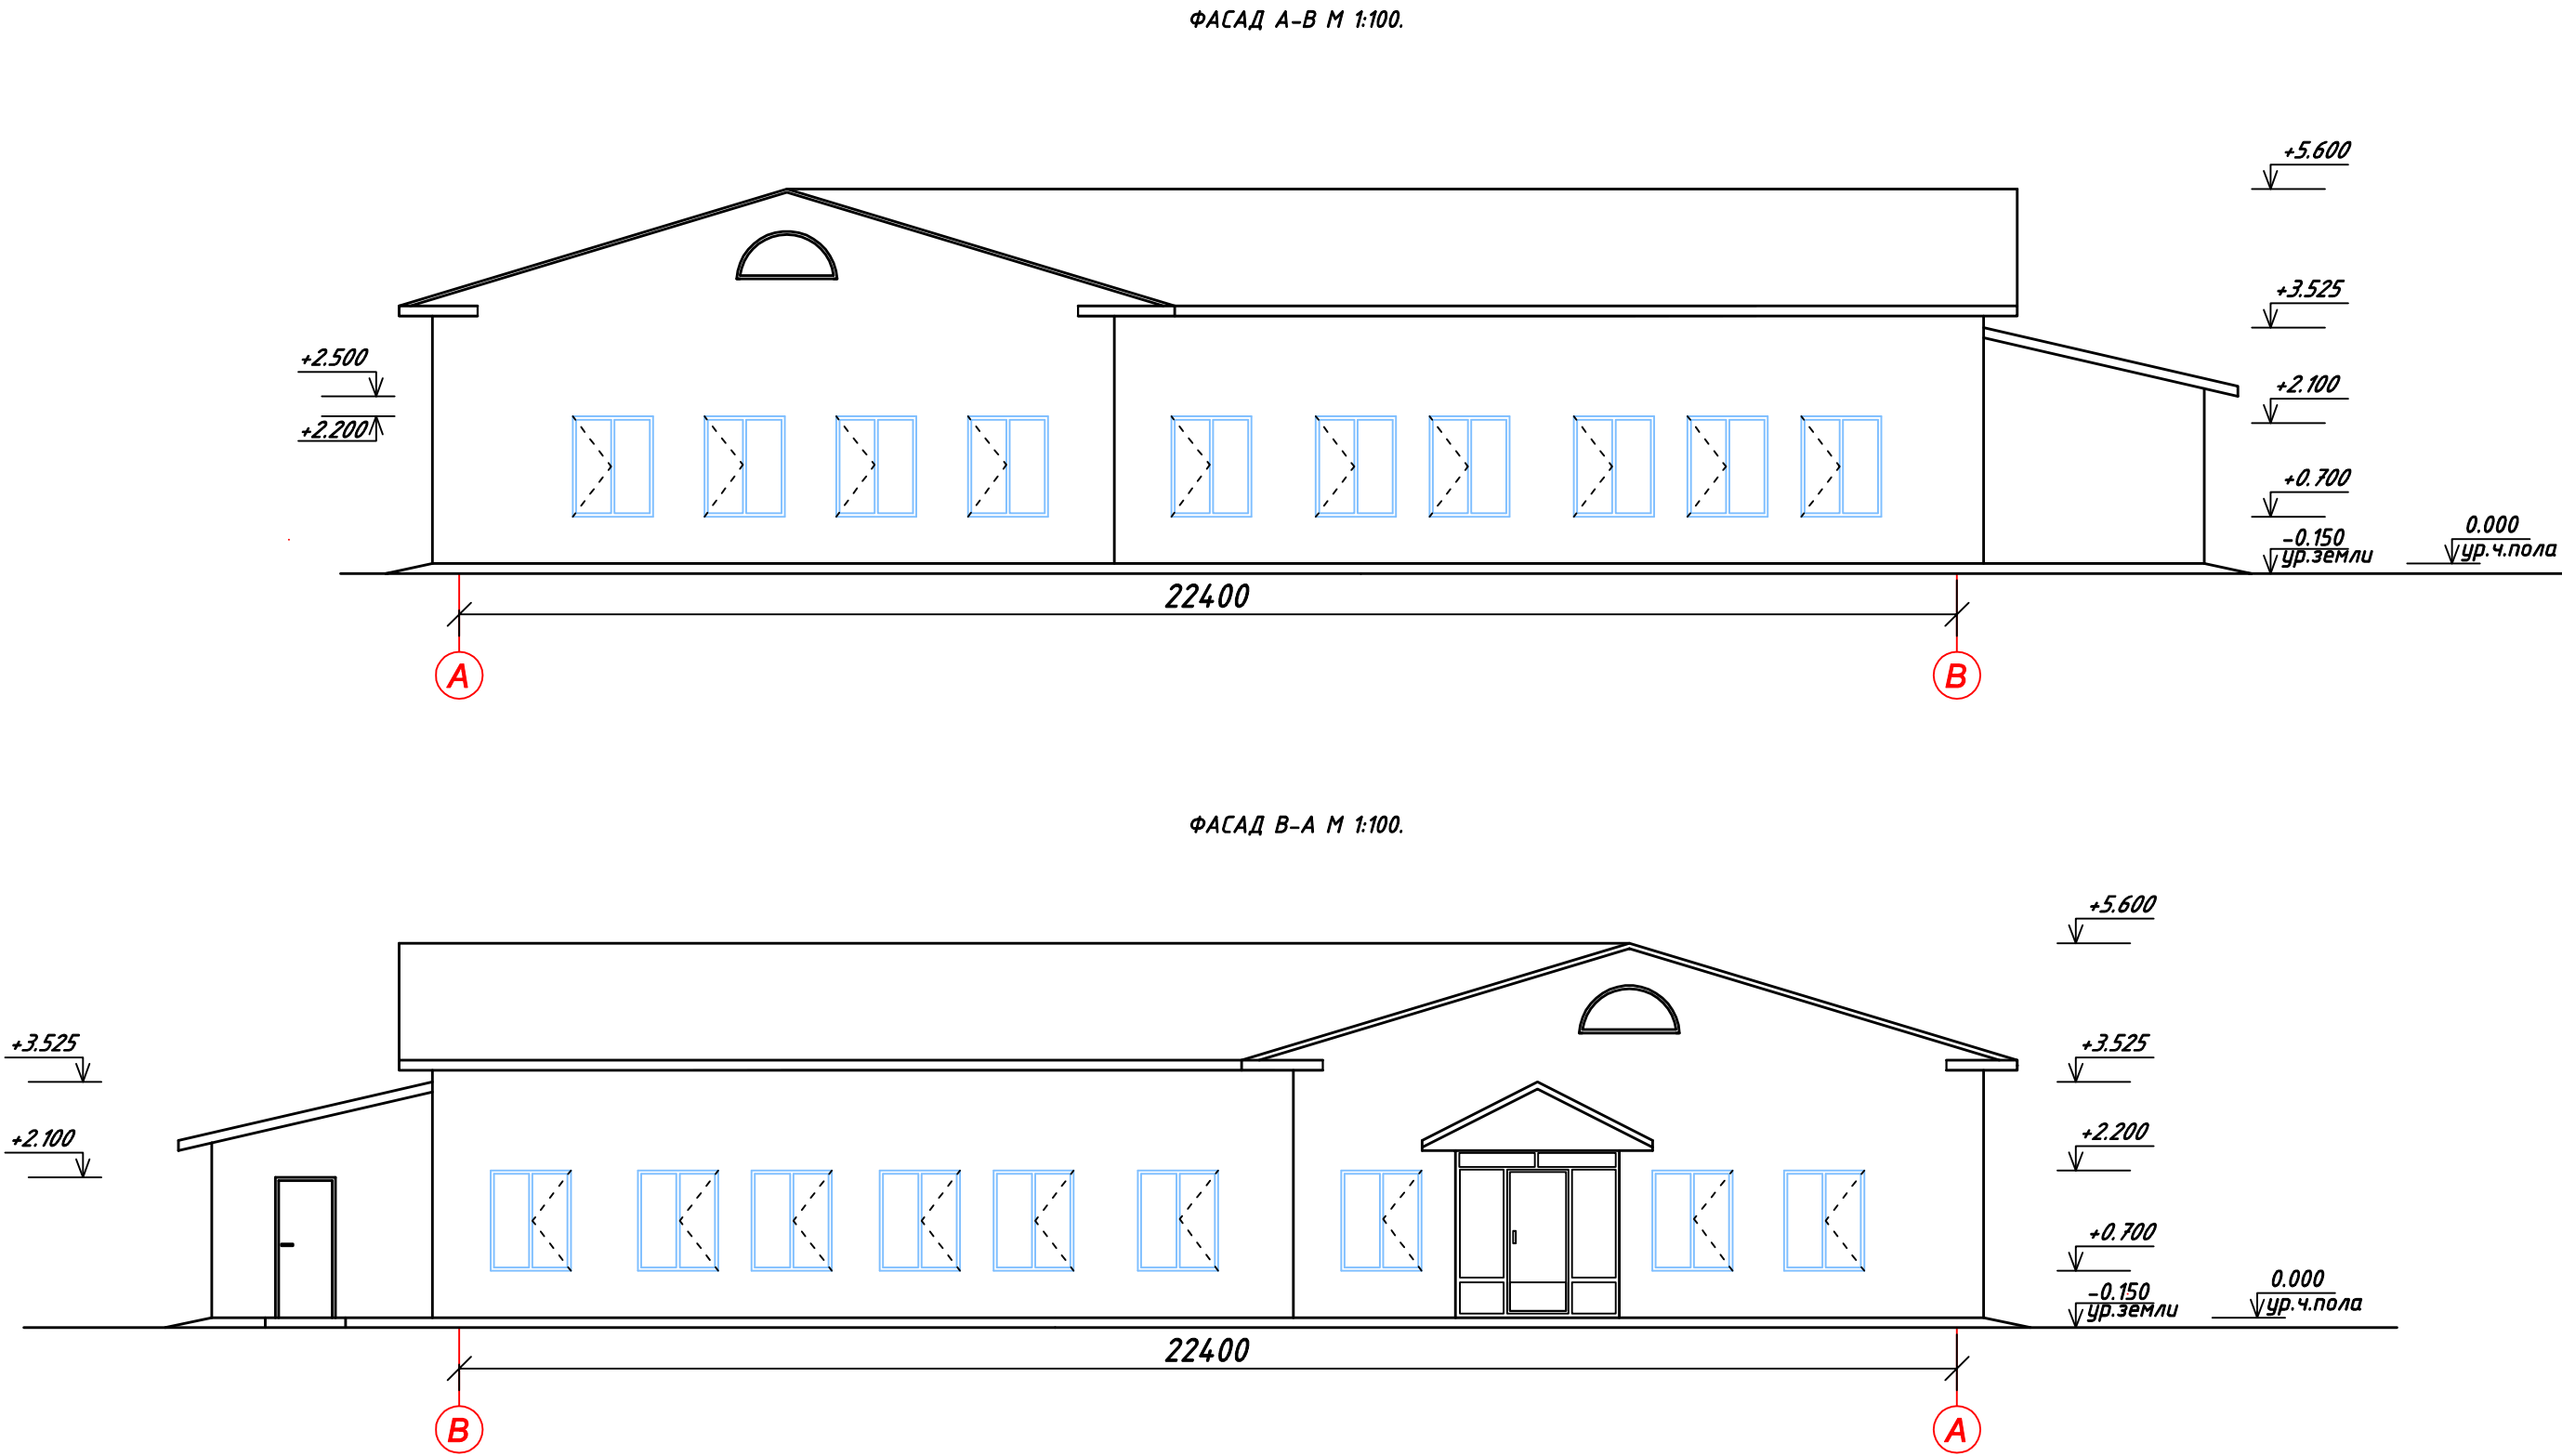 ФАСАД А-В М 1:100.
+5.600
+3.525
+2.500
+2.100
+2.200
+0.700
0.000
-0.150
ур.ч.пола
ур.земли
22400
А
В
ФАСАД В-А М 1:100.
+5.600
+3.525
+3.525
+2.100
+2.200
+0.700
0.000
-0.150
ур.ч.пола
ур.земли
22400
В
А